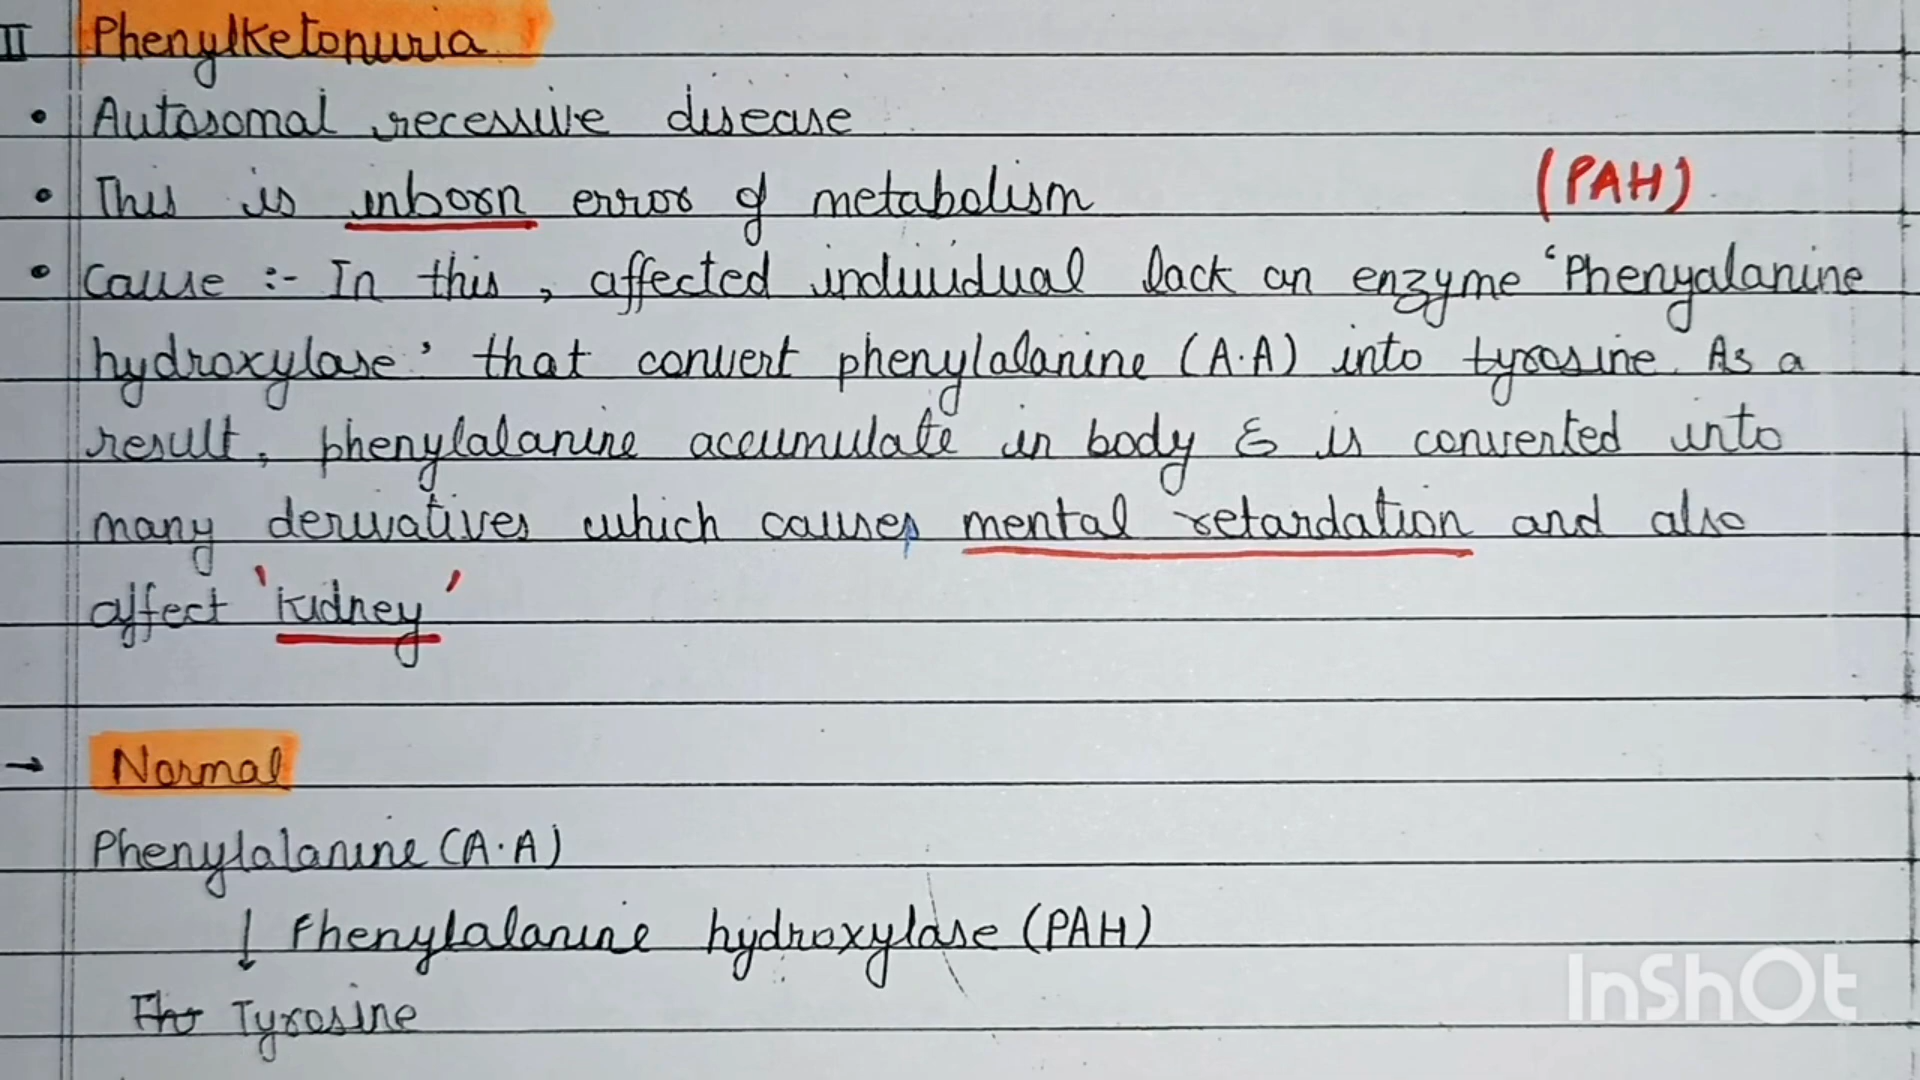 II Phenylketonuria
• Autosomal recessive disease
• This is inborn error of metabolism (PAH)
• Cause :- In this, affected individual lack an enzyme 'Phenyalanine
hydroxylase' that convert phenylalanine (A.A) into tyrosine. As a
result, phenylalanine accumulate in body & is converted into
many derivatives which causes mental retardation and also
affect 'kidney'
→ Normal
Phenylalanine (A.A)
↓ Phenylalanine hydroxylase (PAH)
Tyrosine
InShOt